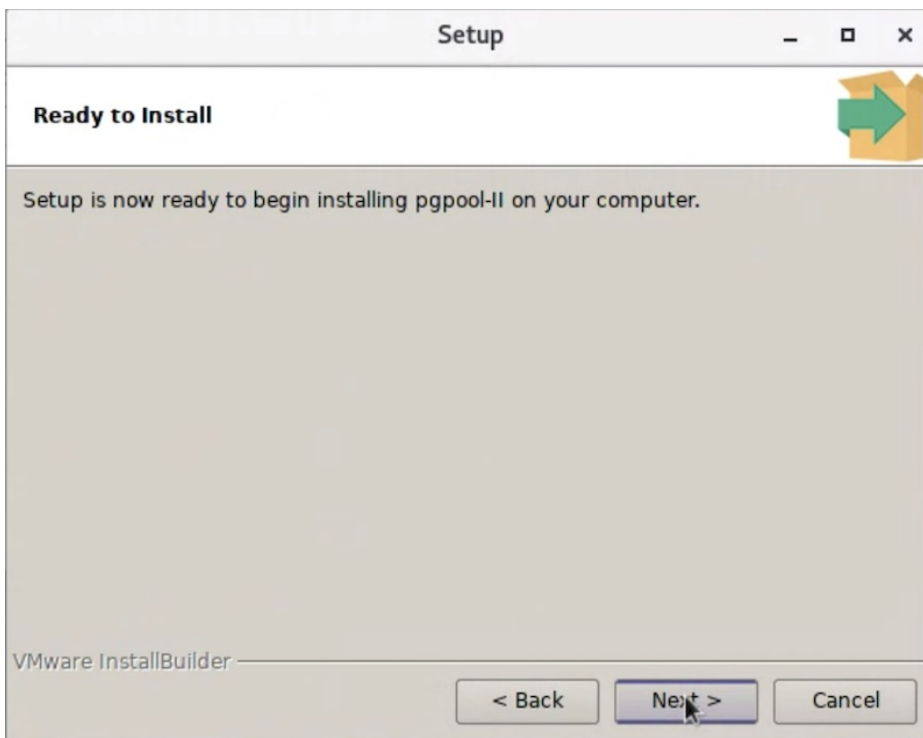 Setup
Ready to Install
Setup is now ready to begin installing pgpool-II on your computer.
VMware InstallBuilder
< Back
Next >
Cancel